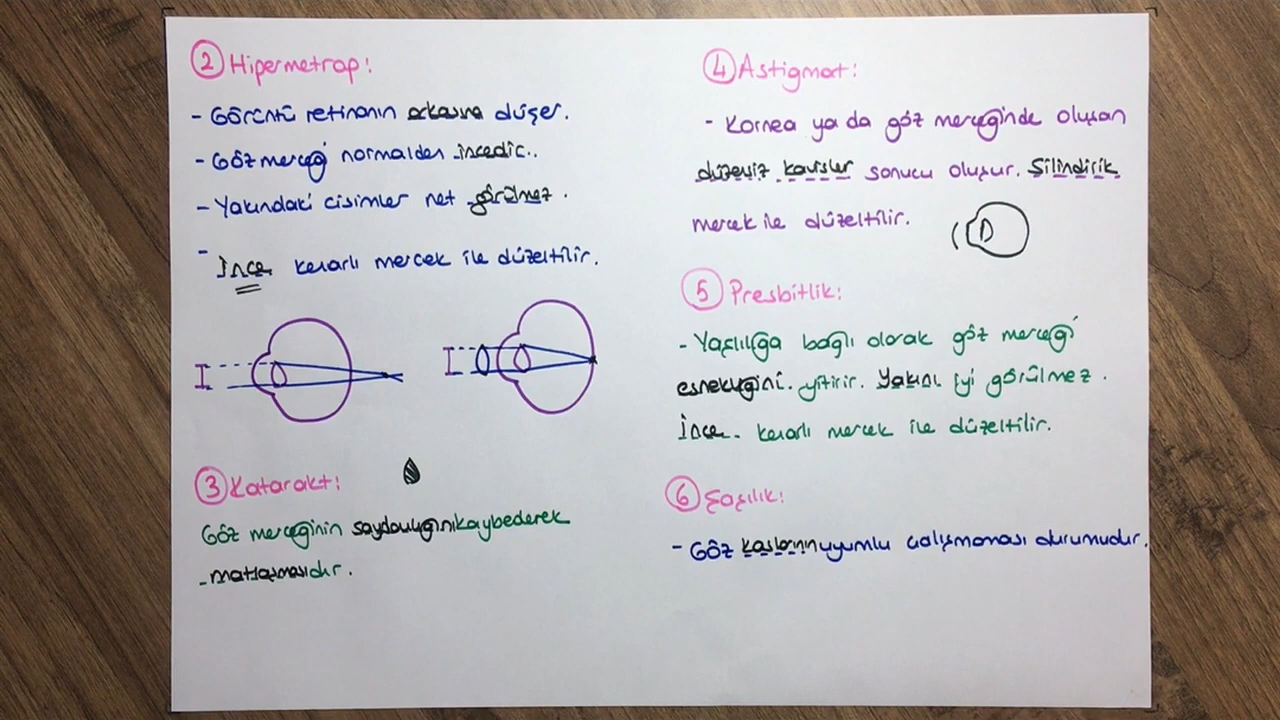 2 Hipermetrop:
- Görüntü retinanın arkasına düşer.
- Göz merceği normalden incedir.
- Yakındaki cisimler net görülmez.
- İnce kenarlı mercek ile düzeltilir.
3 Katarakt:
Göz merceğinin saydamlığını kaybederek
matlaşmasıdır.
4 Astigmat:
- Kornea ya da göz merceğinde oluşan
düzensiz kavisler sonucu oluşur. Silindirik
mercek ile düzeltilir.
5 Presbitlik:
- Yaşlılığa bağlı olarak göz merceği
esnekliğini yitirir. Yakını iyi görülmez.
İnce kenarlı mercek ile düzeltilir.
6 Şaşılık:
- Göz kaslarının uyumlu çalışmaması durumudur.